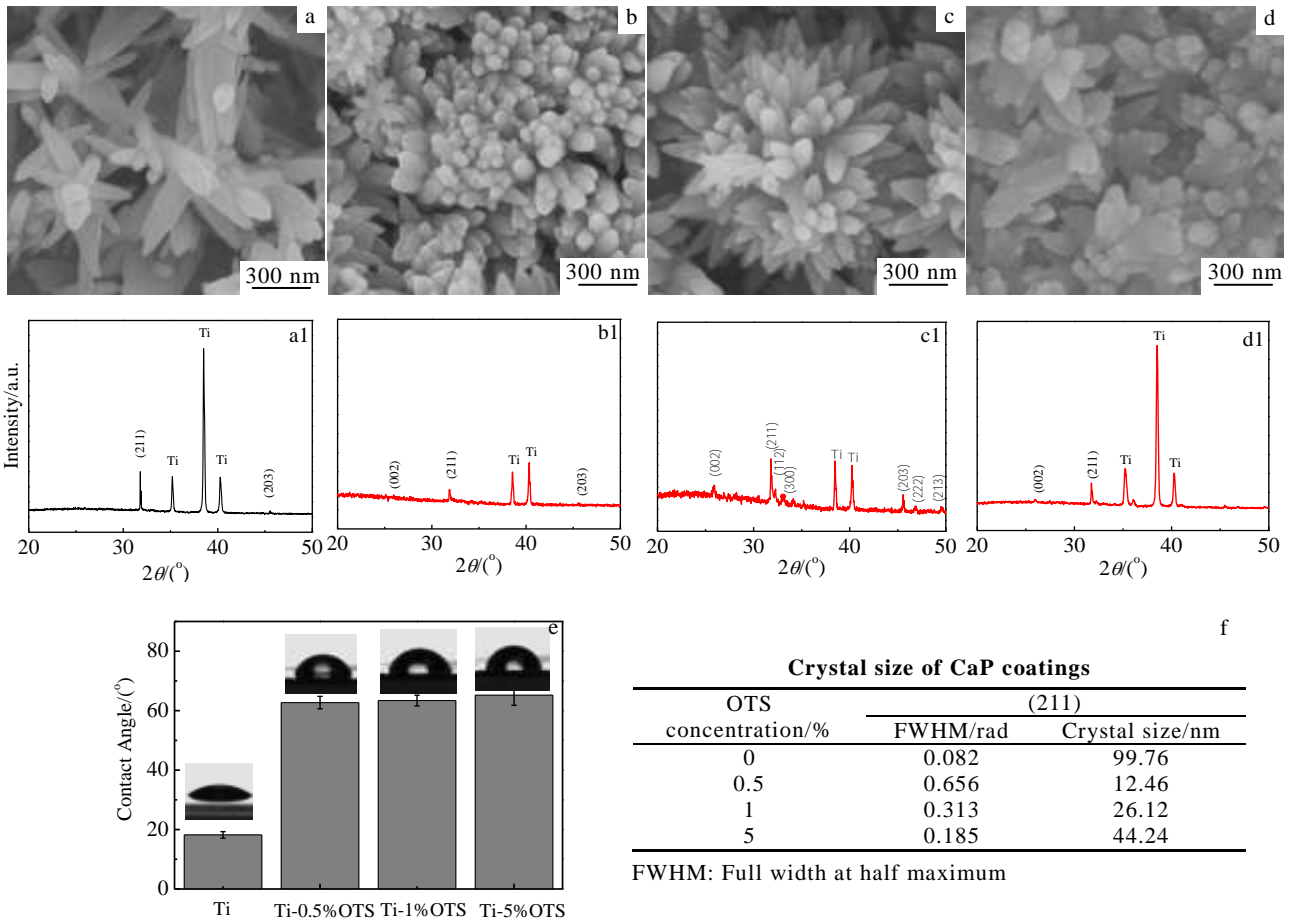 a
b
c
d
300 nm
300 nm
300 nm
300 nm
Intensity/a.u.
a1
(211)
Ti
Ti
Ti
(203)
20 30 40 50
2θ/(°)
b1
(002)
(211)
Ti
Ti
(203)
20 30 40 50
2θ/(°)
c1
(002)
(211)
(112)
(300)
Ti
Ti
(203)
(222)
(213)
20 30 40 50
2θ/(°)
d1
(002)
(211)
Ti
Ti
Ti
20 30 40 50
2θ/(°)
e
Contact Angle/(°)
80
60
40
20
0
Ti Ti-0.5%OTS Ti-1%OTS Ti-5%OTS
f
Crystal size of CaP coatings
OTS (211)
concentration/% FWHM/rad Crystal size/nm
0 0.082 99.76
0.5 0.656 12.46
1 0.313 26.12
5 0.185 44.24
FWHM: Full width at half maximum